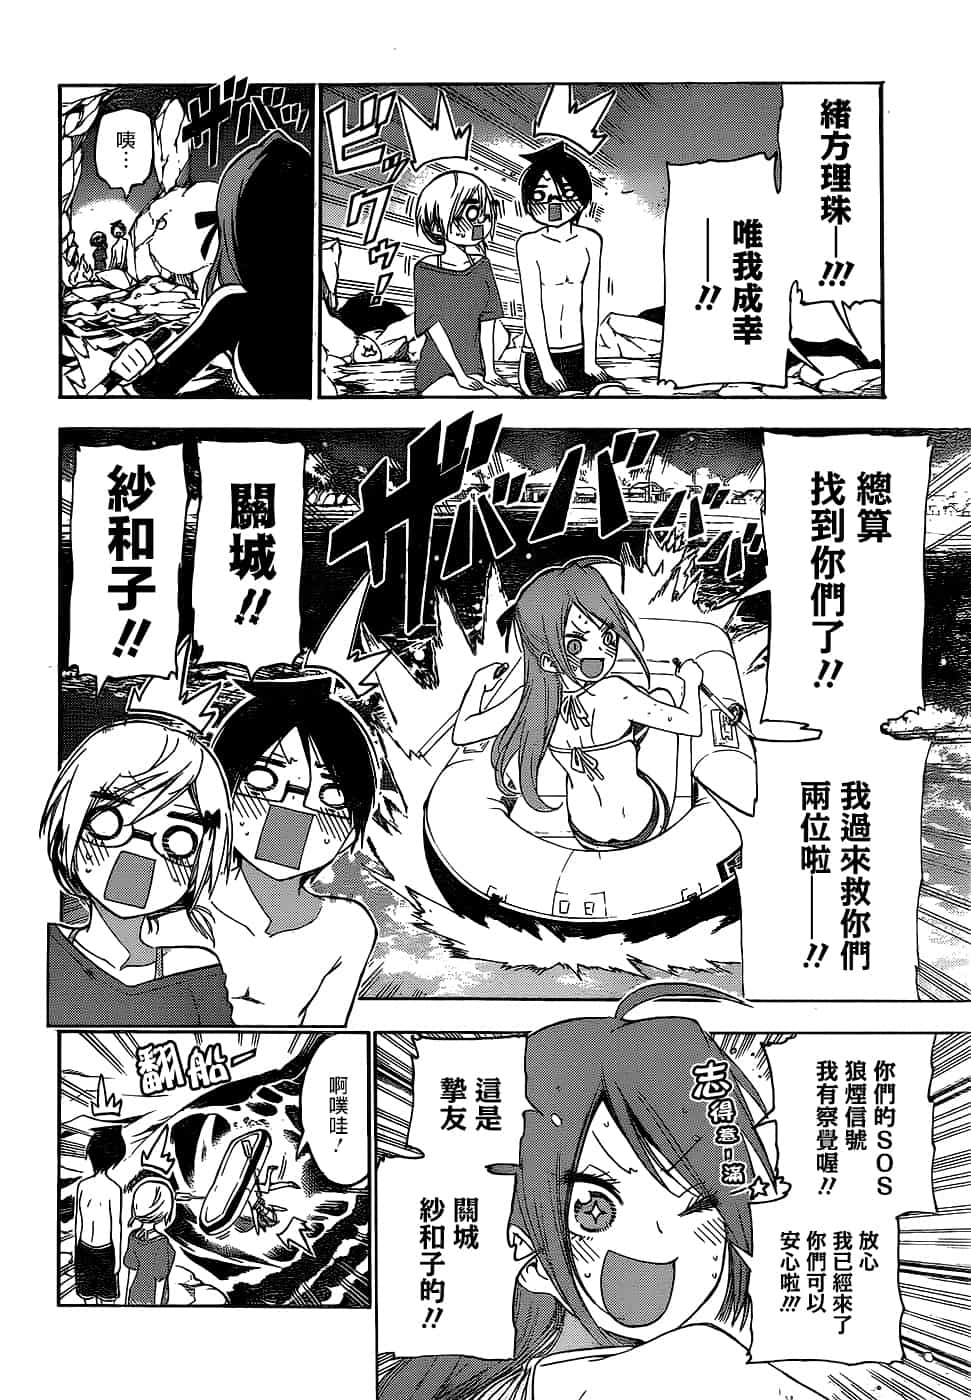 緒方理珠—!!!
唯我成幸
——!!
ビックゥッ
ザバッ
咦
…
總算
找到你們了!!
我過來救你們
兩位啦——!!
ザババババ
關城!!
紗和子!!
你們的SOS
狼煙信號
我有察覺喔!!
放心
我已經來了
你們可以
安心啦!!!
志得意滿
這是
摯友
關城
紗和子的!!
啊噗哇!
翻船—